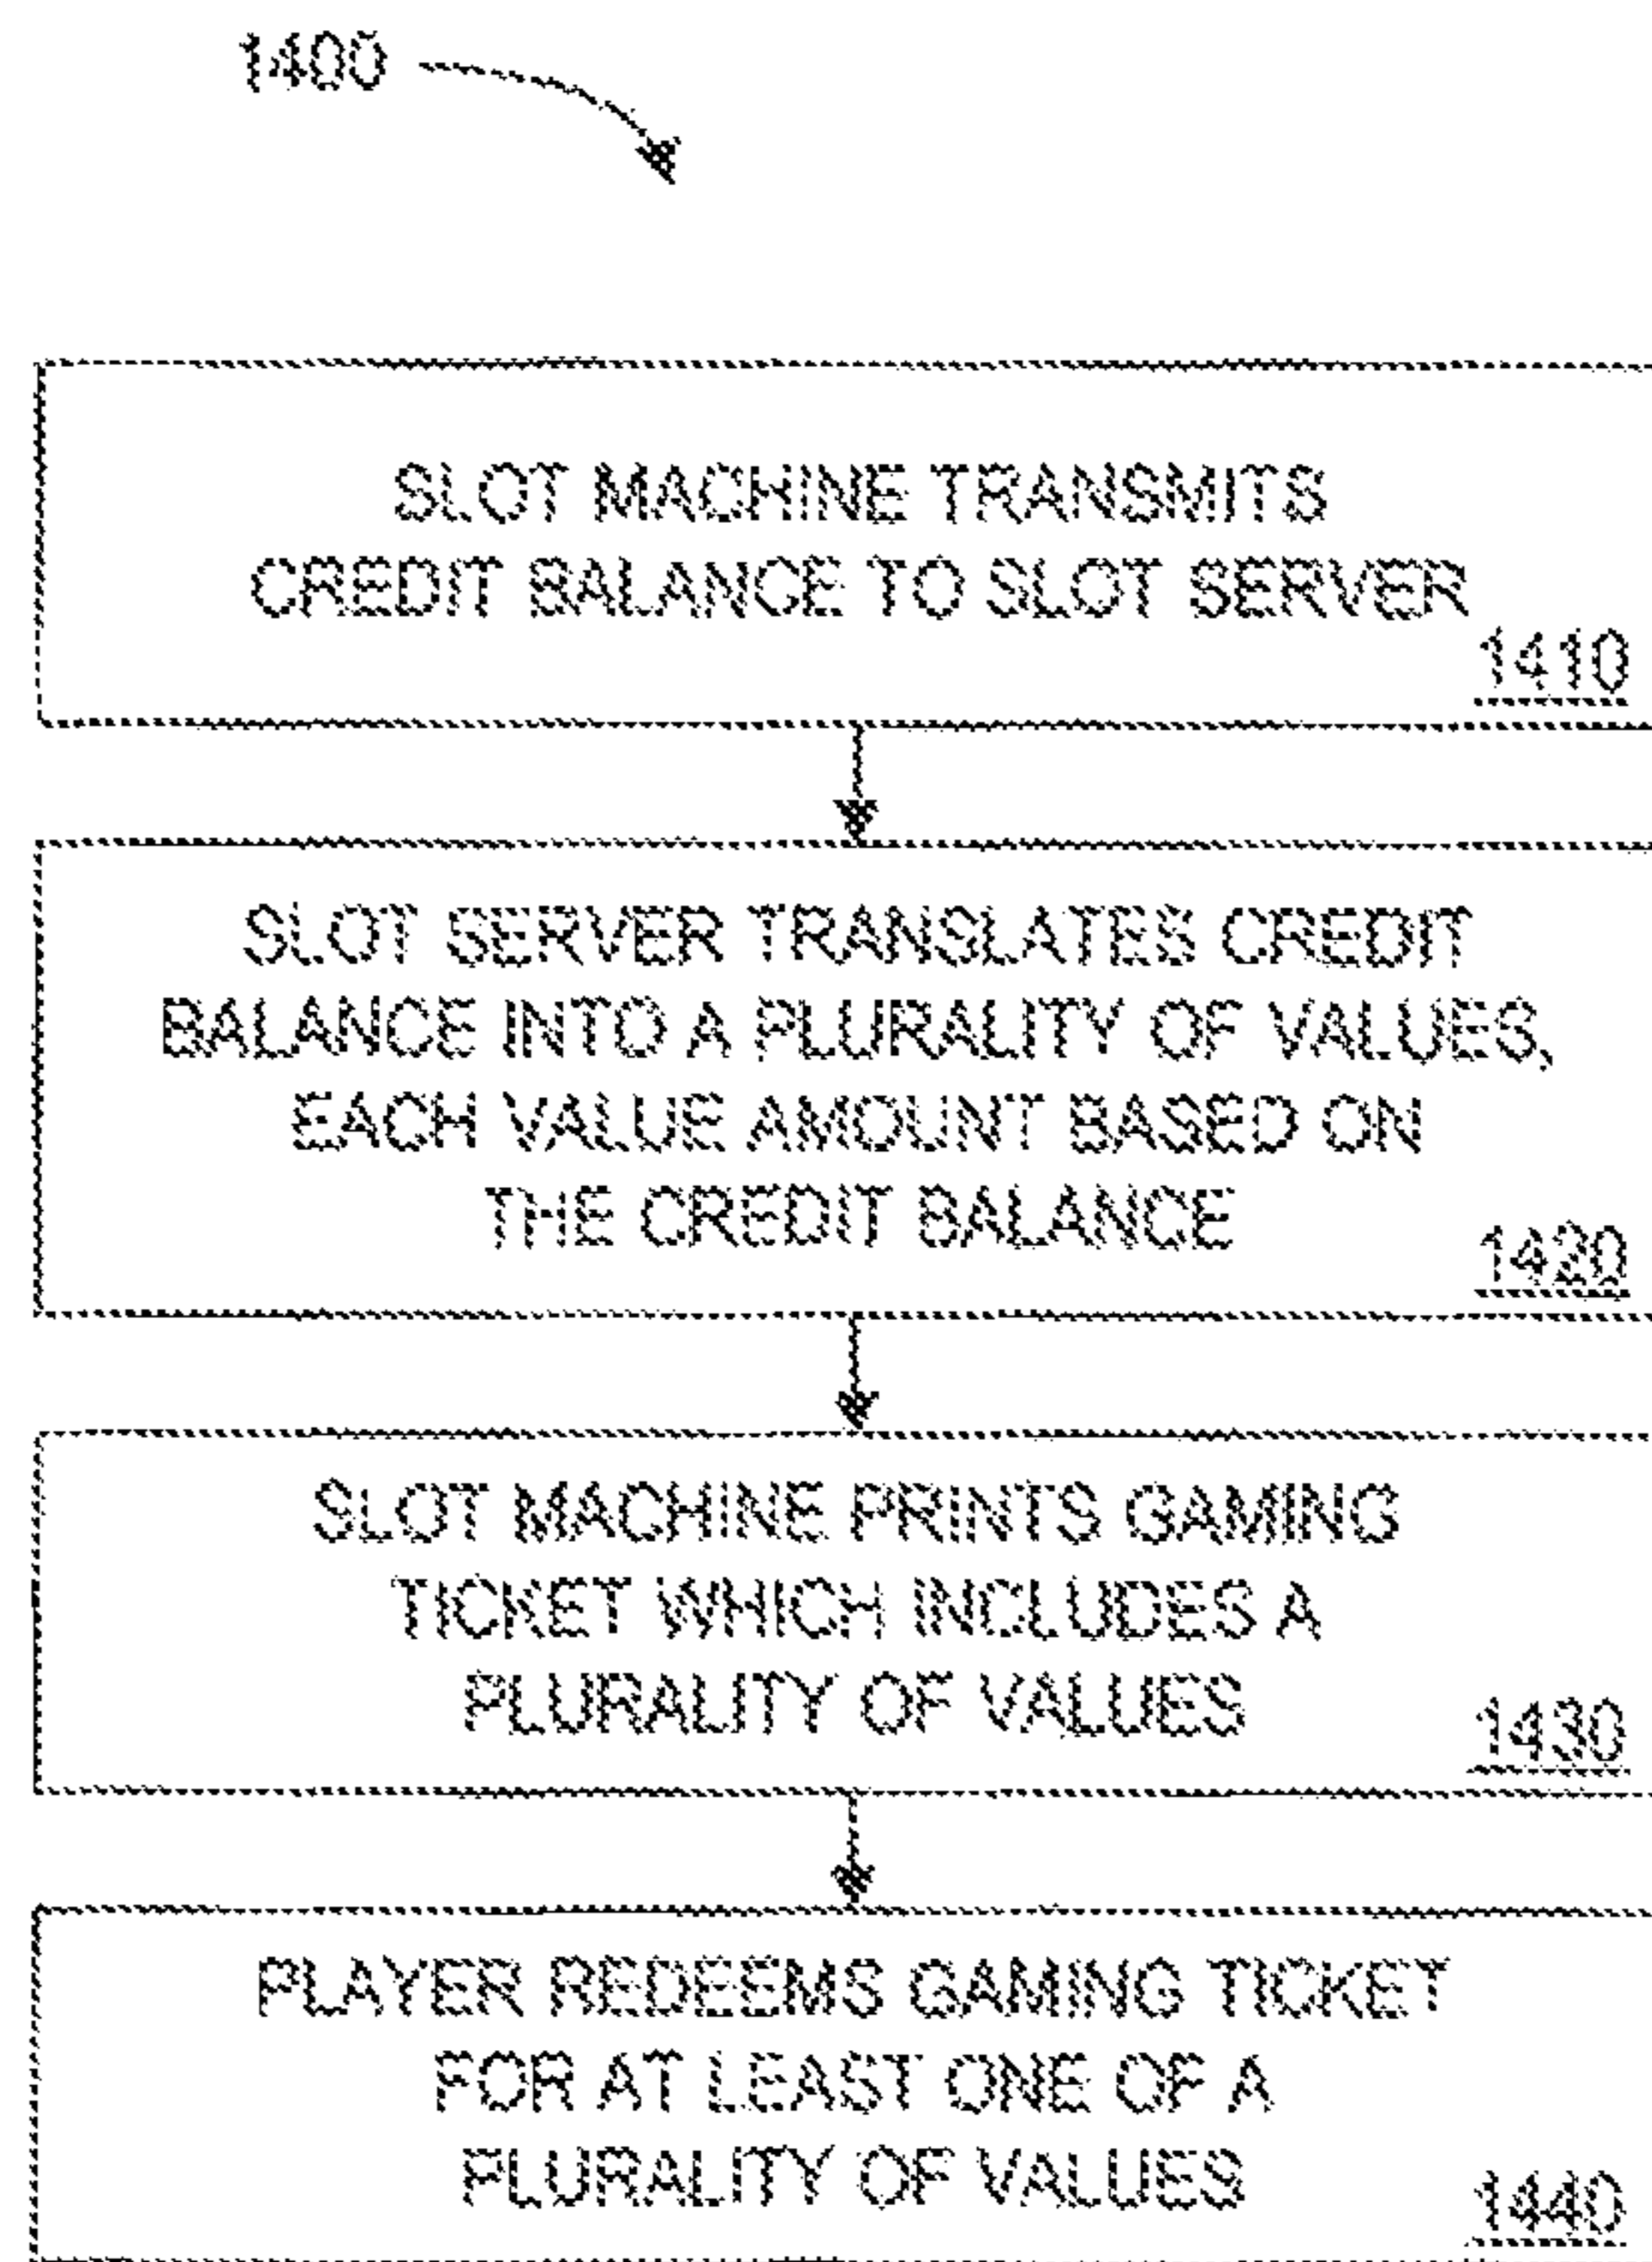 1400
SLOT MACHINE TRANSMITS
CREDIT BALANCE TO SLOT SERVER
1410
SLOT SERVER TRANSLATES CREDIT
BALANCE INTO A PLURALITY OF VALUES,
EACH VALUE AMOUNT BASED ON
THE CREDIT BALANCE
1420
SLOT MACHINE PRINTS GAMING
TICKET WHICH INCLUDES A
PLURALITY OF VALUES
1430
PLAYER REDEEMS GAMING TICKET
FOR AT LEAST ONE OF A
PLURALITY OF VALUES
1440